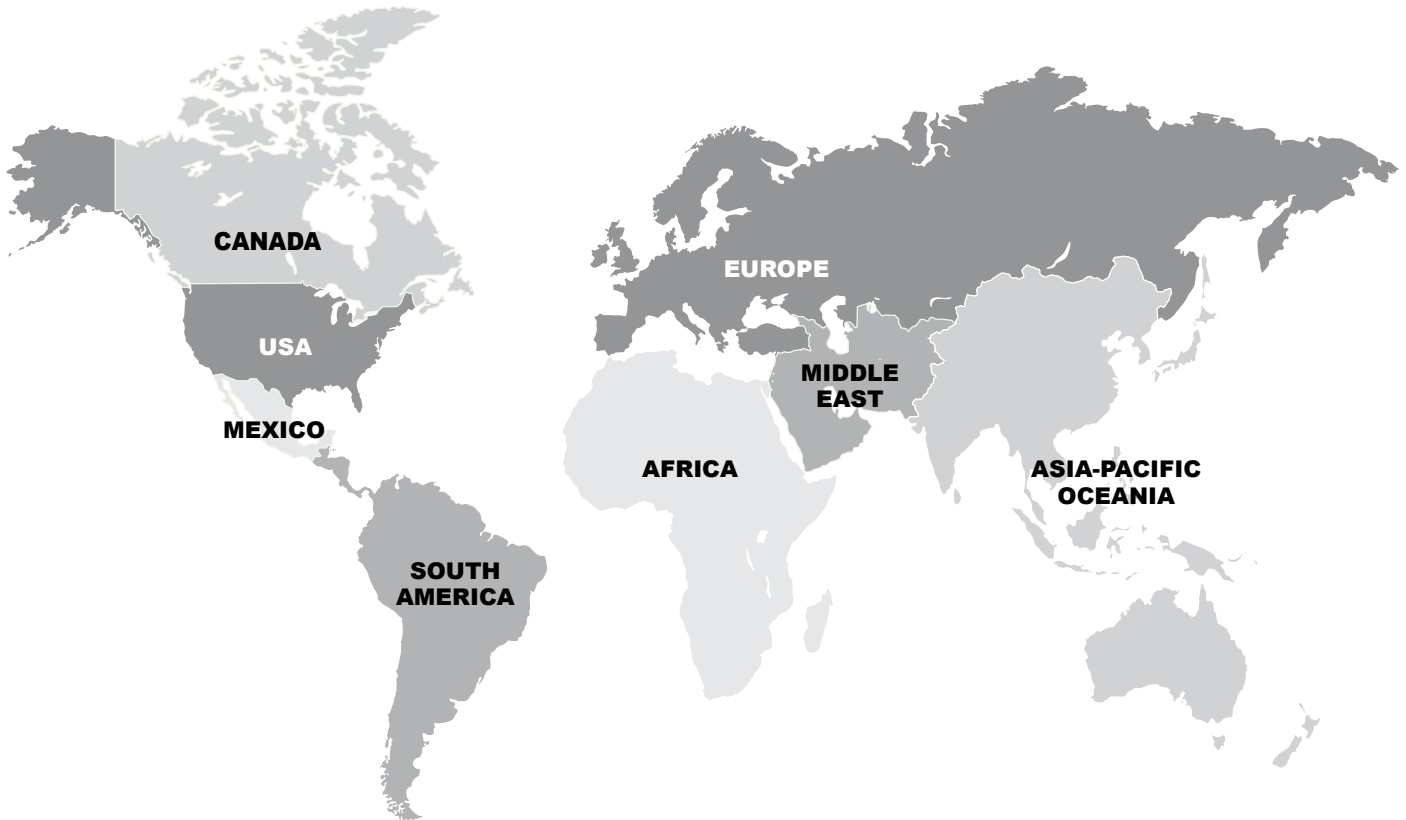 CANADA
EUROPE
USA
MIDDLE
EAST
MEXICO
AFRICA
ASIA-PACIFIC
OCEANIA
SOUTH
AMERICA